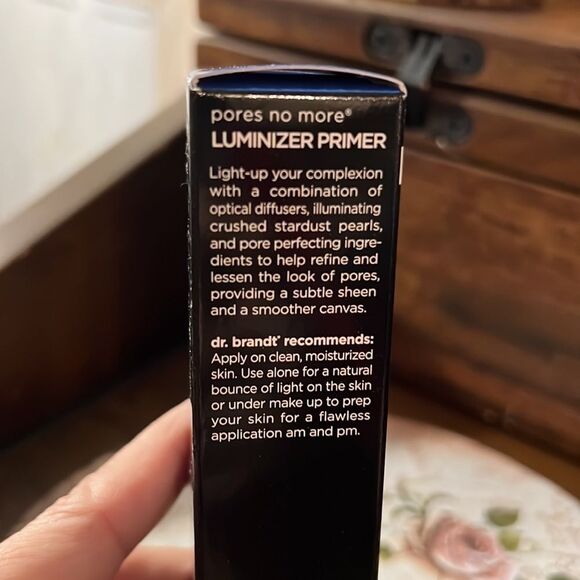 pores no more®
LUMINIZER PRIMER
Light-up your complexion
with a combination of
optical diffusers, illuminating
crushed stardust pearls,
and pore perfecting ingre-
dients to help refine and
lessen the look of pores,
providing a subtle sheen
and a smoother canvas.
dr. brandt® recommends:
Apply on clean, moisturized
skin. Use alone for a natural
bounce of light on the skin
or under make up to prep
your skin for a flawless
application am and pm.